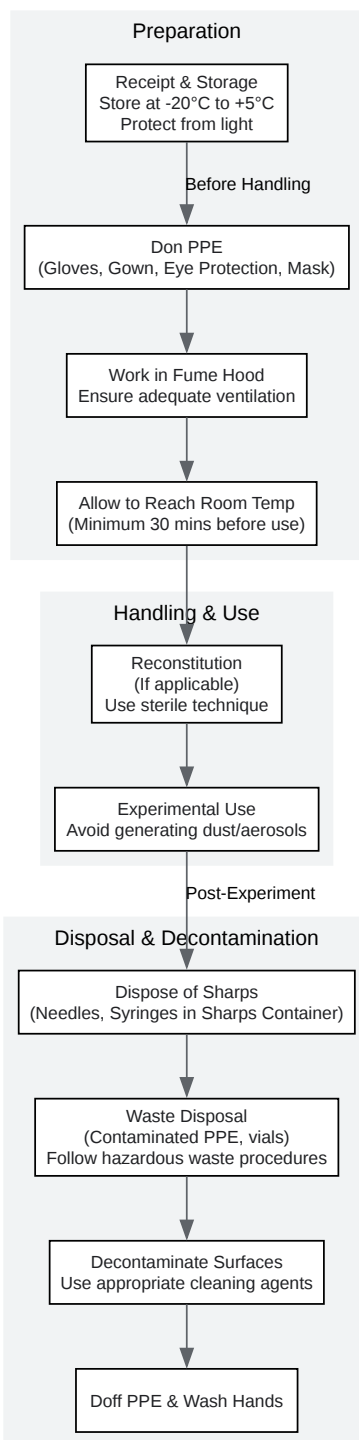 Preparation
Receipt & Storage
Store at -20°C to +5°C
Protect from light
Before Handling
Don PPE
(Gloves, Gown, Eye Protection, Mask)
Work in Fume Hood
Ensure adequate ventilation
Allow to Reach Room Temp
(Minimum 30 mins before use)
Handling & Use
Reconstitution
(If applicable)
Use sterile technique
Experimental Use
Avoid generating dust/aerosols
Post-Experiment
Disposal & Decontamination
Dispose of Sharps
(Needles, Syringes in Sharps Container)
Waste Disposal
(Contaminated PPE, vials)
Follow hazardous waste procedures
Decontaminate Surfaces
Use appropriate cleaning agents
Doff PPE & Wash Hands